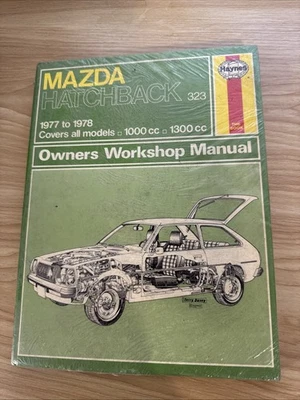 Haynes
MAZDA
HATCHBACK 323
1977 to 1978
Covers all models □ 1000 cc □ 1300 cc
Owners Workshop Manual